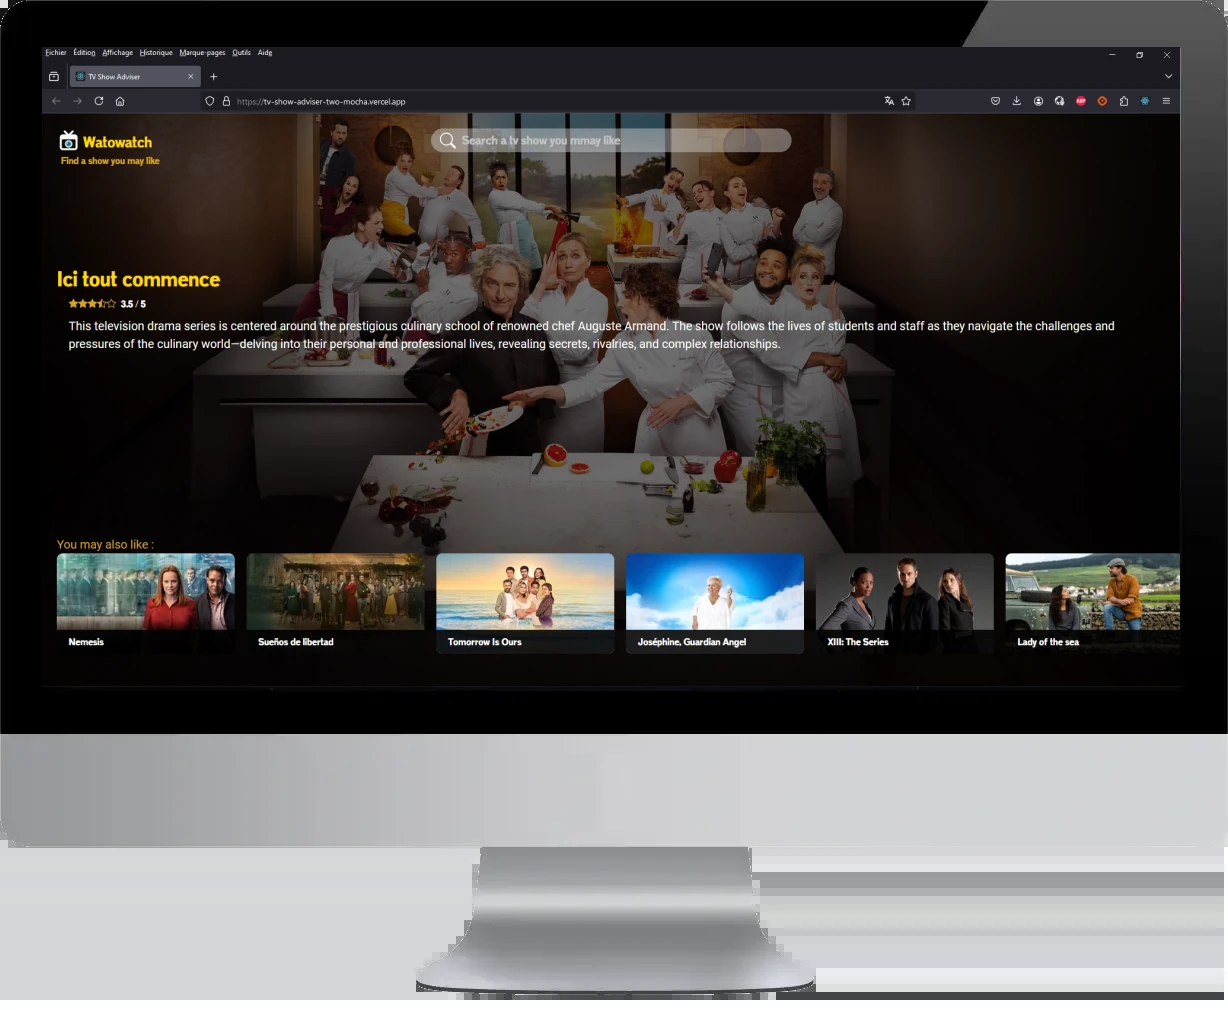 Fichier Édition Affichage Historique Marque-pages Outils Aide
TV Show Adviser
https://tv-show-adviser-two-mocha.vercel.app
ABP
Watowatch
Find a show you may like
Search a tv show you mmay like
Ici tout commence
3.5 / 5
This television drama series is centered around the prestigious culinary school of renowned chef Auguste Armand. The show follows the lives of students and staff as they navigate the challenges and
pressures of the culinary world—delving into their personal and professional lives, revealing secrets, rivalries, and complex relationships.
You may also like :
Nemesis
Sueños de libertad
Tomorrow Is Ours
Joséphine, Guardian Angel
XIII: The Series
Lady of the sea